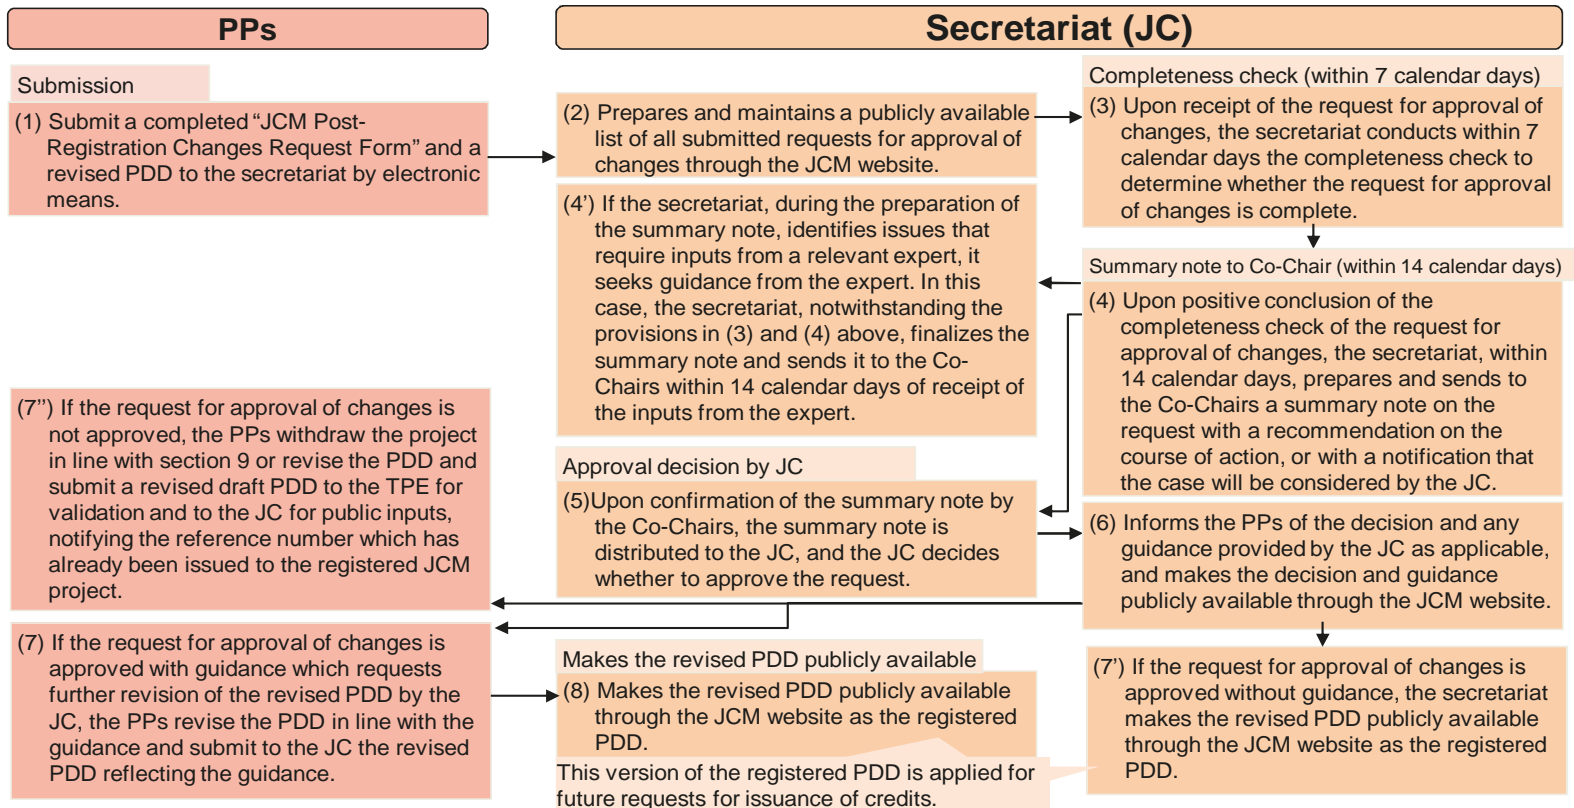 PPs
Secretariat (JC)
Submission
(1) Submit a completed “JCM Post-
Registration Changes Request Form” and a
revised PDD to the secretariat by electronic
means.
(2) Prepares and maintains a publicly available
list of all submitted requests for approval of
changes through the JCM website.
Completeness check (within 7 calendar days)
(3) Upon receipt of the request for approval of
changes, the secretariat conducts within 7
calendar days the completeness check to
determine whether the request for approval
of changes is complete.
(4’) If the secretariat, during the preparation of
the summary note, identifies issues that
require inputs from a relevant expert, it
seeks guidance from the expert. In this
case, the secretariat, notwithstanding the
provisions in (3) and (4) above, finalizes the
summary note and sends it to the Co-
Chairs within 14 calendar days of receipt of
the inputs from the expert.
Summary note to Co-Chair (within 14 calendar days)
(4) Upon positive conclusion of the
completeness check of the request for
approval of changes, the secretariat, within
14 calendar days, prepares and sends to
the Co-Chairs a summary note on the
request with a recommendation on the
course of action, or with a notification that
the case will be considered by the JC.
Approval decision by JC
(5)Upon confirmation of the summary note by
the Co-Chairs, the summary note is
distributed to the JC, and the JC decides
whether to approve the request.
(6) Informs the PPs of the decision and any
guidance provided by the JC as applicable,
and makes the decision and guidance
publicly available through the JCM website.
(7’’) If the request for approval of changes is
not approved, the PPs withdraw the project
in line with section 9 or revise the PDD and
submit a revised draft PDD to the TPE for
validation and to the JC for public inputs,
notifying the reference number which has
already been issued to the registered JCM
project.
(7) If the request for approval of changes is
approved with guidance which requests
further revision of the revised PDD by the
JC, the PPs revise the PDD in line with the
guidance and submit to the JC the revised
PDD reflecting the guidance.
Makes the revised PDD publicly available
(8) Makes the revised PDD publicly available
through the JCM website as the registered
PDD.
This version of the registered PDD is applied for
future requests for issuance of credits.
(7’) If the request for approval of changes is
approved without guidance, the secretariat
makes the revised PDD publicly available
through the JCM website as the registered
PDD.